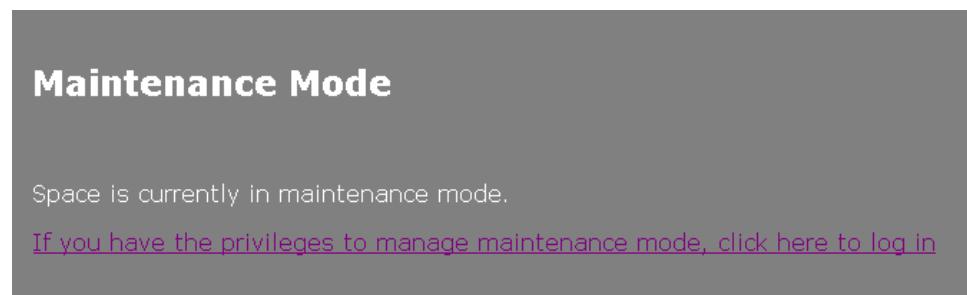 Maintenance Mode
Space is currently in maintenance mode.
If you have the privileges to manage maintenance mode, click here to log in